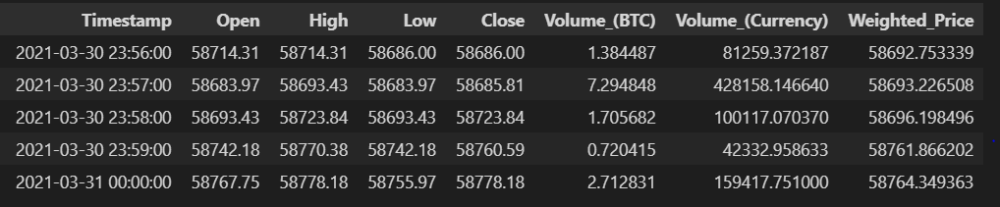 Timestamp Open High Low Close Volume_(BTC) Volume_(Currency) Weighted_Price
2021-03-30 23:56:00 58714.31 58714.31 58686.00 58686.00 1.384487 81259.372187 58692.753339
2021-03-30 23:57:00 58683.97 58693.43 58683.97 58685.81 7.294848 428158.146640 58693.226508
2021-03-30 23:58:00 58693.43 58723.84 58693.43 58723.84 1.705682 100117.070370 58696.198496
2021-03-30 23:59:00 58742.18 58770.38 58742.18 58760.59 0.720415 42332.958633 58761.866202
2021-03-31 00:00:00 58767.75 58778.18 58755.97 58778.18 2.712831 159417.751000 58764.349363